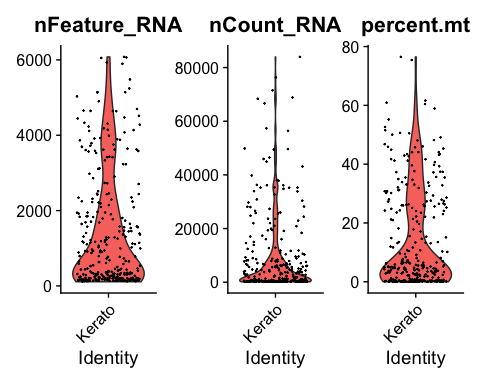 nFeature_RNA
6000
4000
2000
0
Kerato
Identity
nCount_RNA
80000
60000
40000
20000
0
Kerato
Identity
percent.mt
80
60
40
20
0
Kerato
Identity